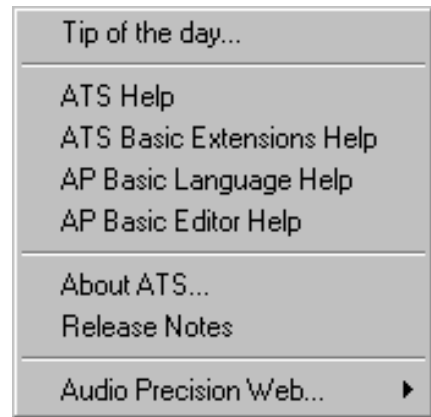 Tip of the day...
ATS Help
ATS Basic Extensions Help
AP Basic Language Help
AP Basic Editor Help
About ATS...
Release Notes
Audio Precision Web...